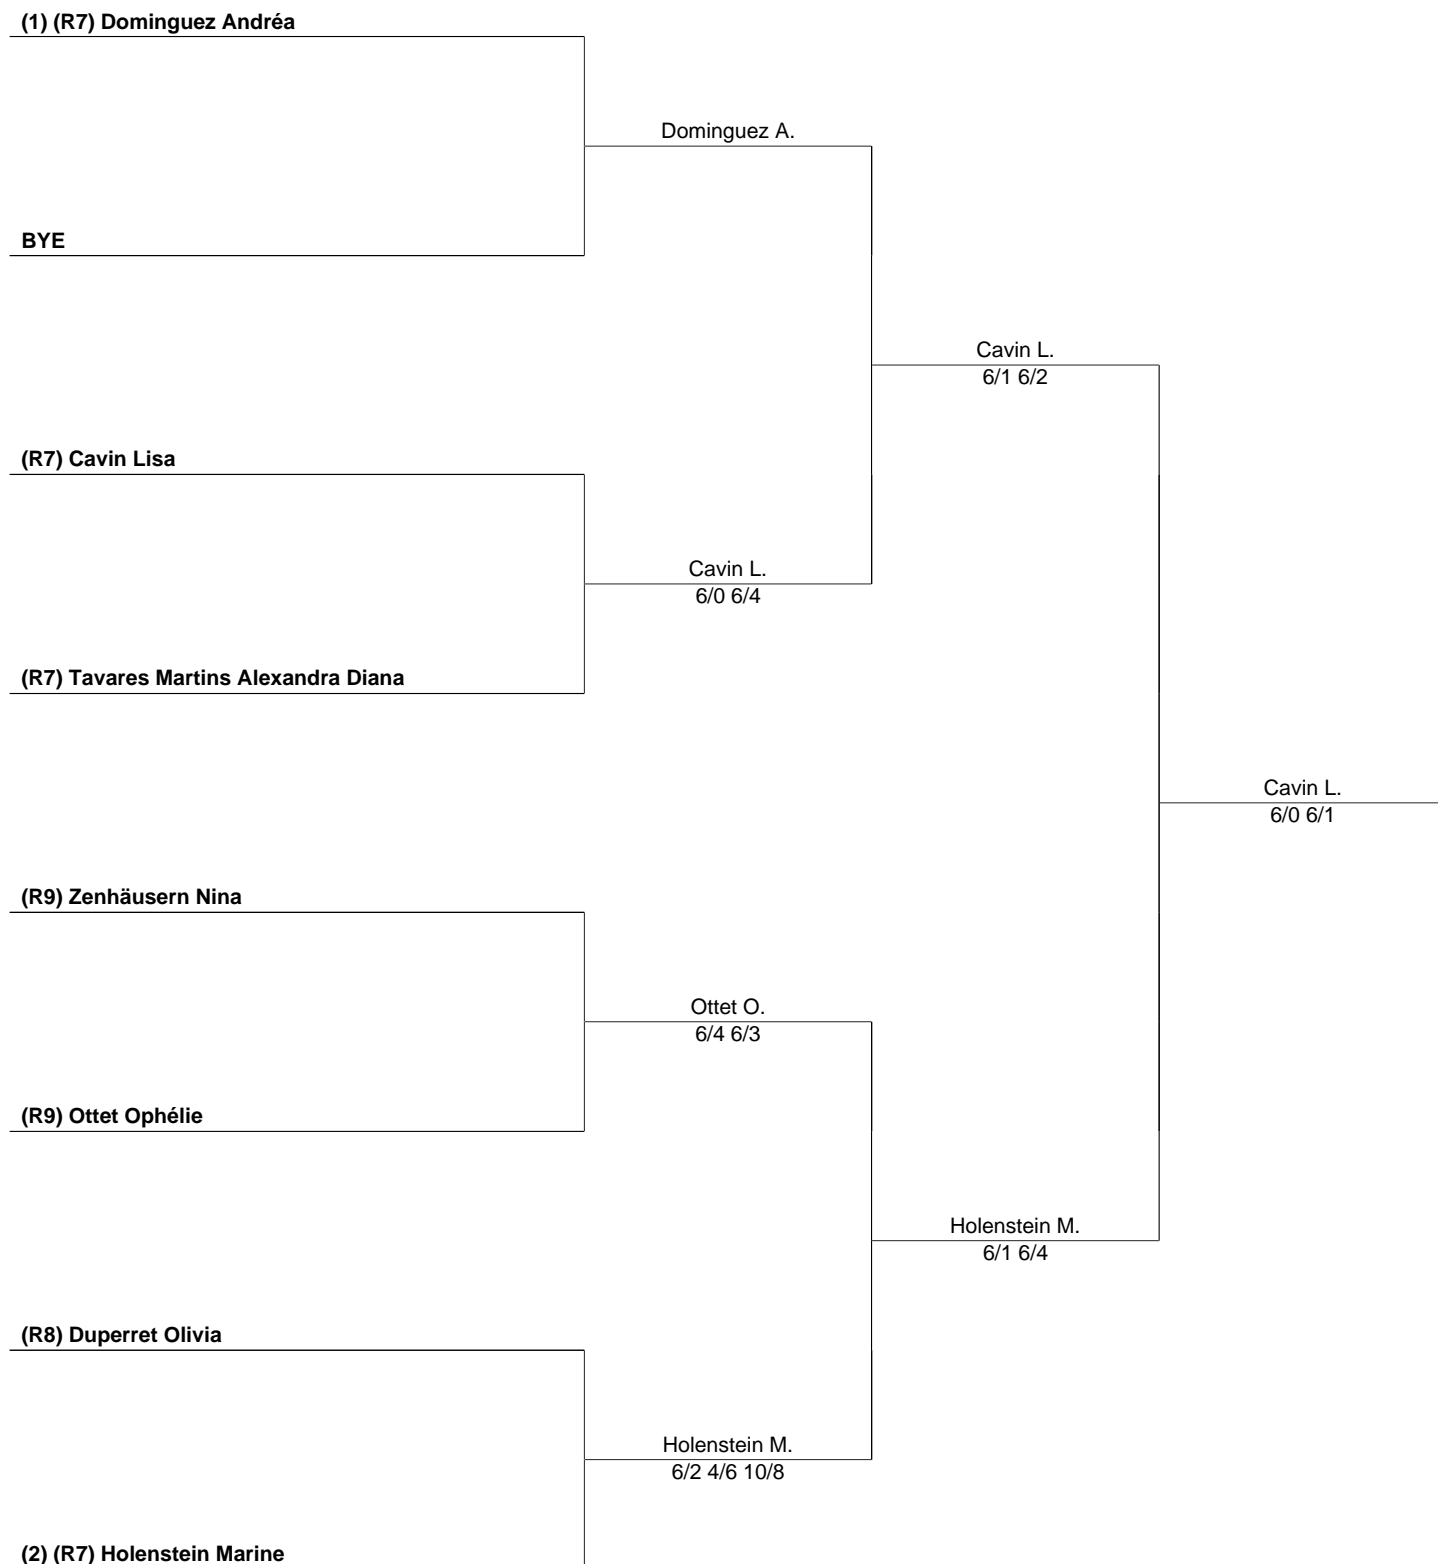 (1) (R7) Dominguez Andréa
Dominguez A.
BYE
Cavin L.
6/1 6/2
(R7) Cavin Lisa
Cavin L.
6/0 6/4
(R7) Tavares Martins Alexandra Diana
Cavin L.
6/0 6/1
(R9) Zenhäusern Nina
Ottet O.
6/4 6/3
(R9) Ottet Ophélie
Holenstein M.
6/1 6/4
(R8) Duperret Olivia
Holenstein M.
6/2 4/6 10/8
(2) (R7) Holenstein Marine